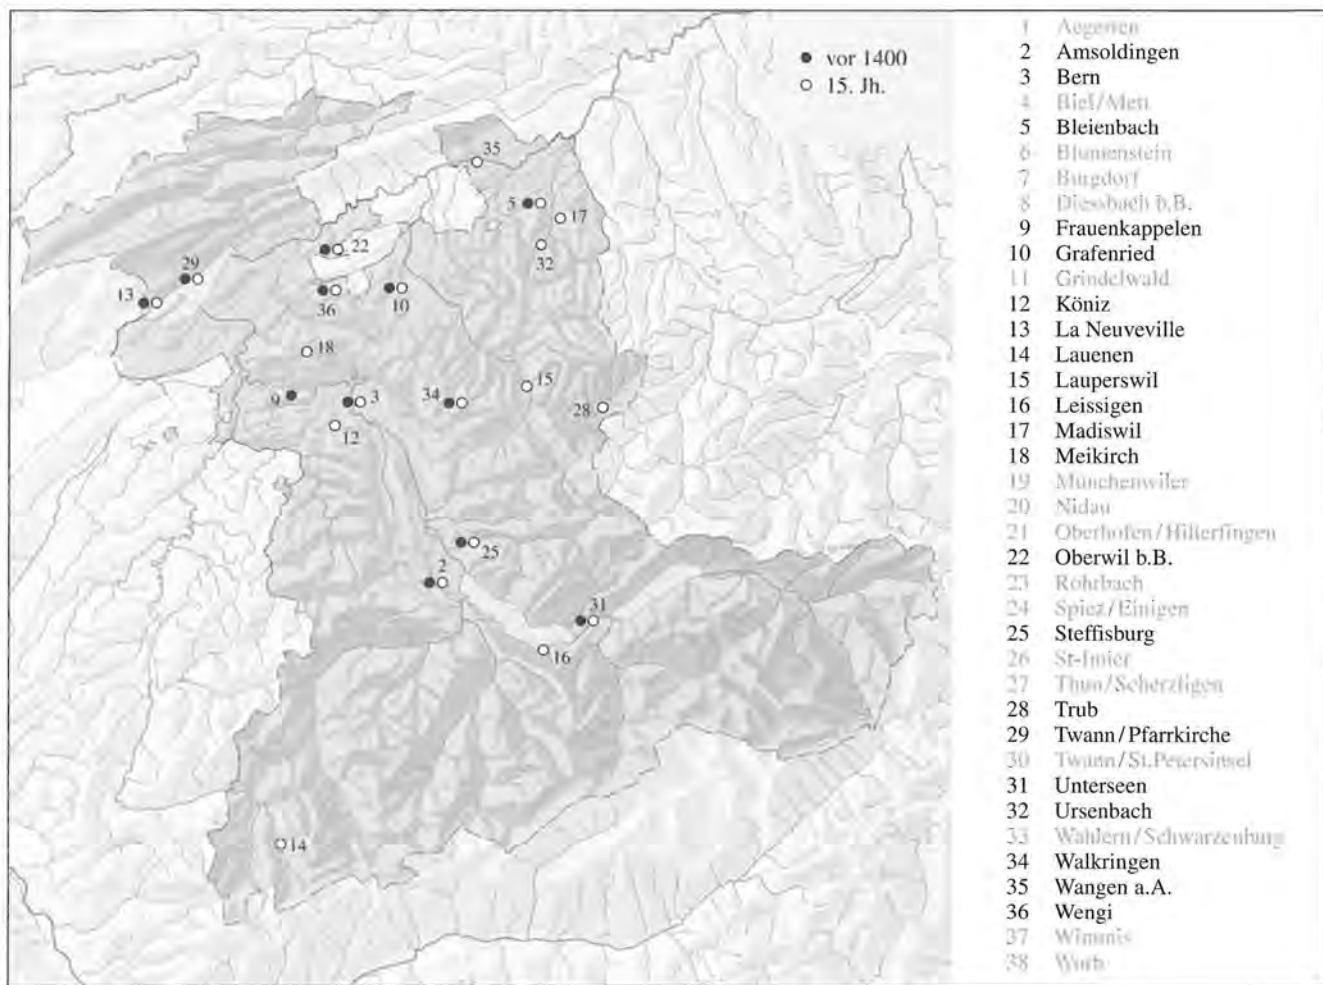 vor 1400
15. Jh.
35
5
17
32
22
29
13
36
10
18
9
3
12
34
15
28
25
2
31
16
14
1 Aegerten
2 Amsoldingen
3 Bern
4 Biel/Mett
5 Bleienbach
6 Blumenstein
7 Burgdorf
8 Diessbach b.B.
9 Frauenkappelen
10 Grafenried
11 Grindelwald
12 Köniz
13 La Neuveville
14 Lauenen
15 Lauperswil
16 Leissigen
17 Madiswil
18 Meikirch
19 Münchenwiler
20 Nidau
21 Oberhofen/Hilterfingen
22 Oberwil b.B.
23 Rohrbach
24 Spiez/Einigen
25 Steffisburg
26 St-Imier
27 Thun/Scherzligen
28 Trub
29 Twann/Pfarrkirche
30 Twann/St.Petersinsel
31 Unterseen
32 Ursenbach
33 Wahlern/Schwarzenburg
34 Walkringen
35 Wangen a.A.
36 Wengi
37 Wimmis
38 Worb